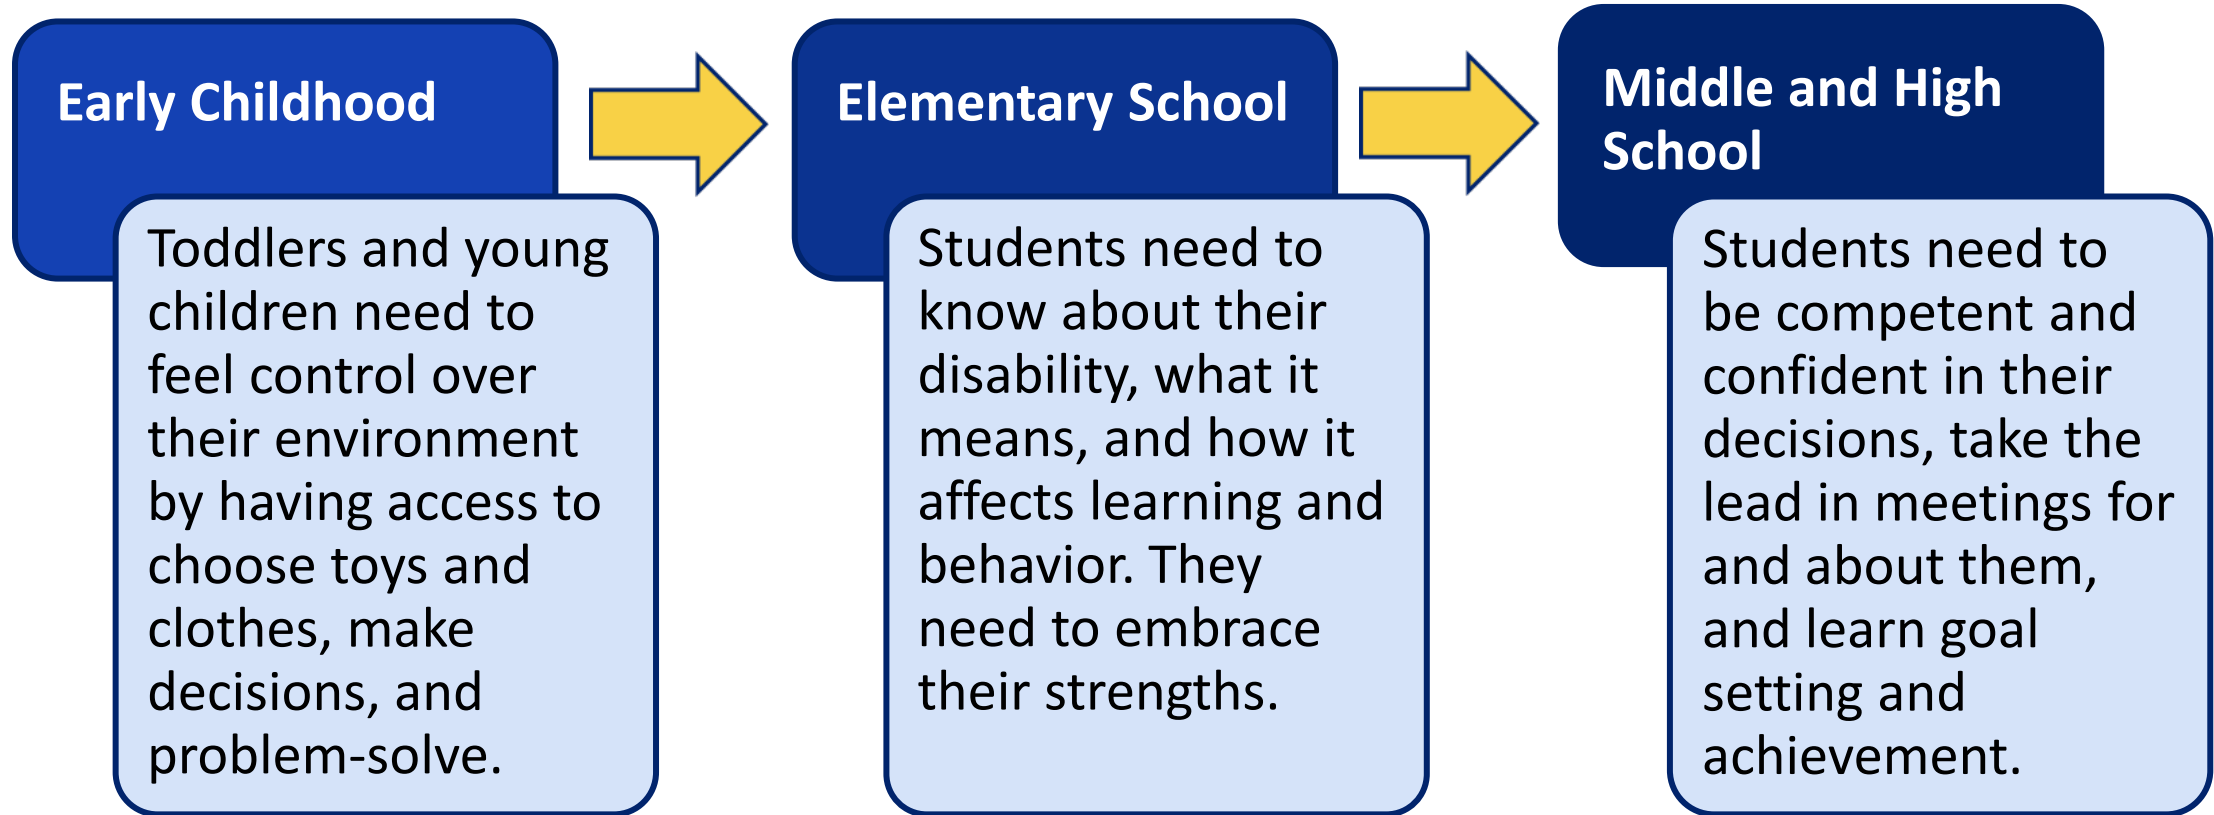 Early Childhood
Toddlers and young
children need to
feel control over
their environment
by having access to
choose toys and
clothes, make
decisions, and
problem-solve.
Elementary School
Students need to
know about their
disability, what it
means, and how it
affects learning and
behavior. They
need to embrace
their strengths.
Middle and High
School
Students need to
be competent and
confident in their
decisions, take the
lead in meetings for
and about them,
and learn goal
setting and
achievement.